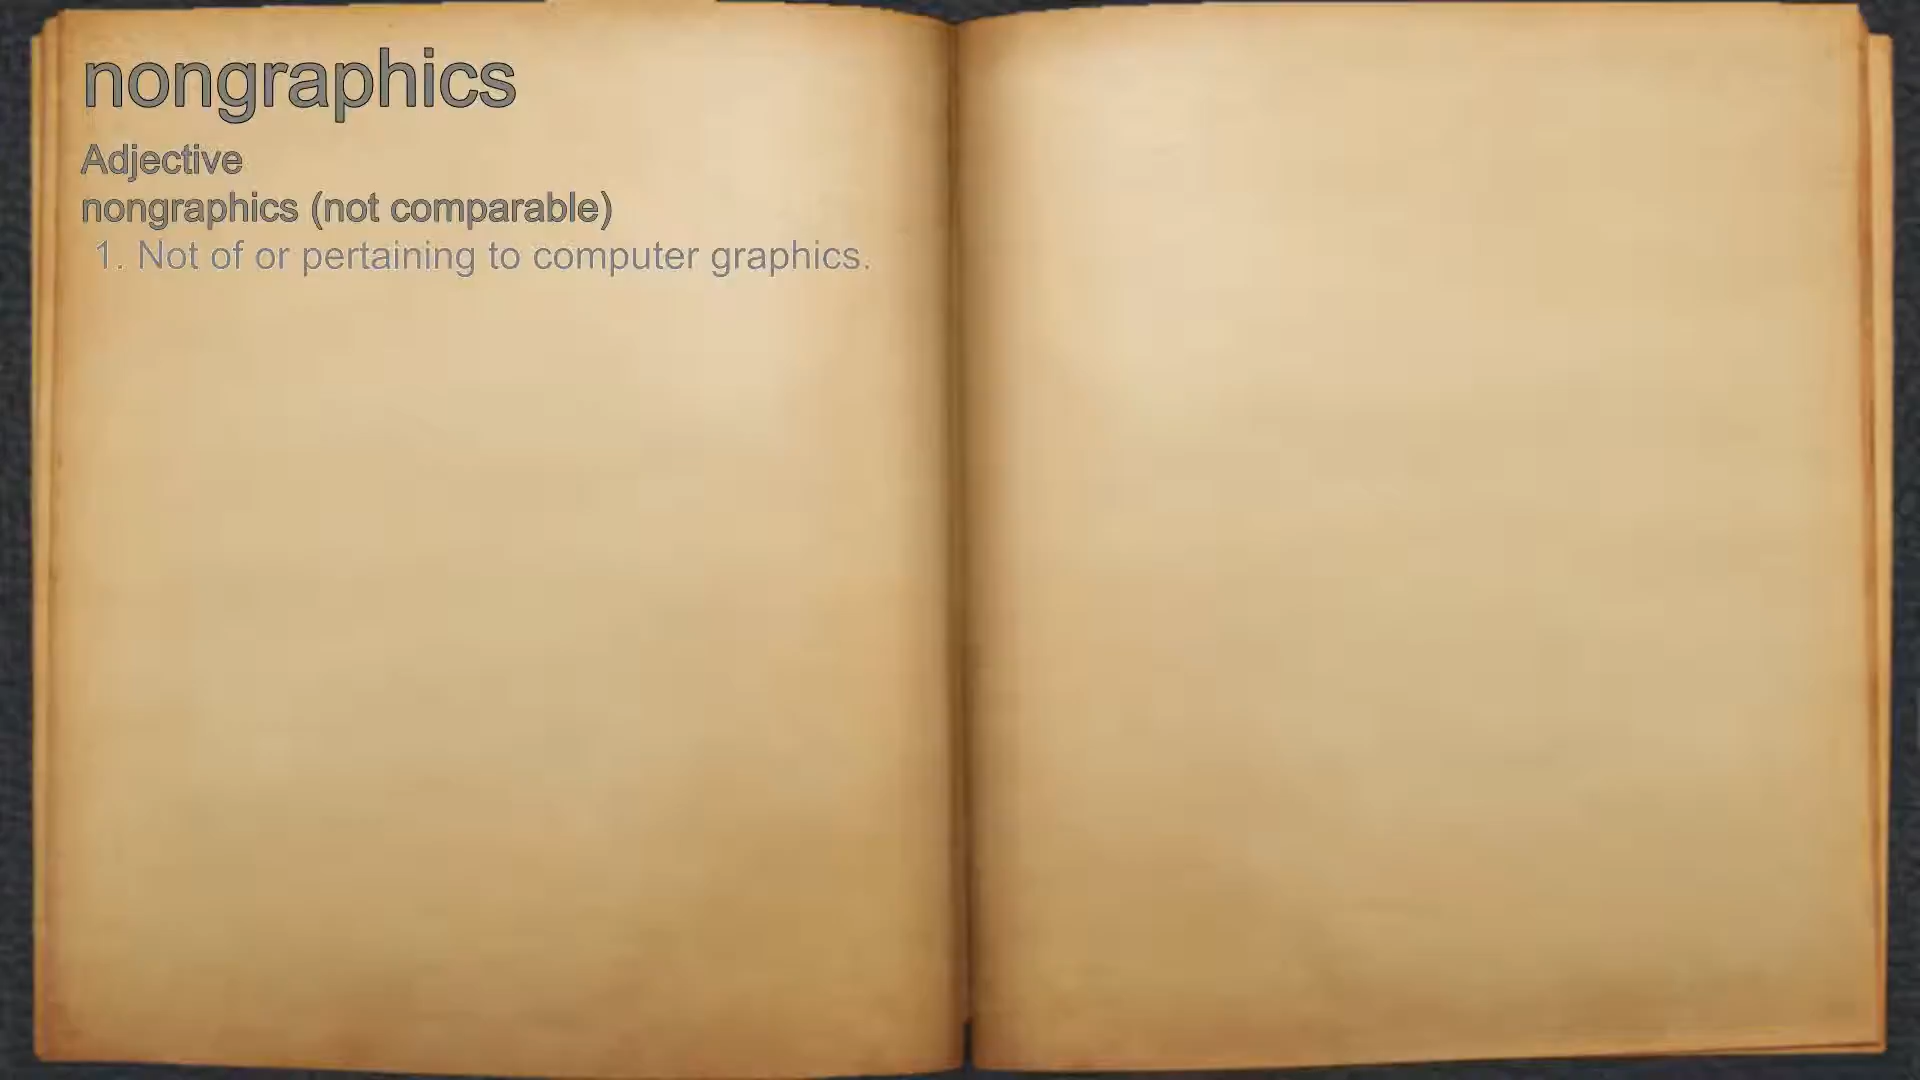 nongraphics
Adjective
nongraphics (not comparable)
1. Not of or pertaining to computer graphics.